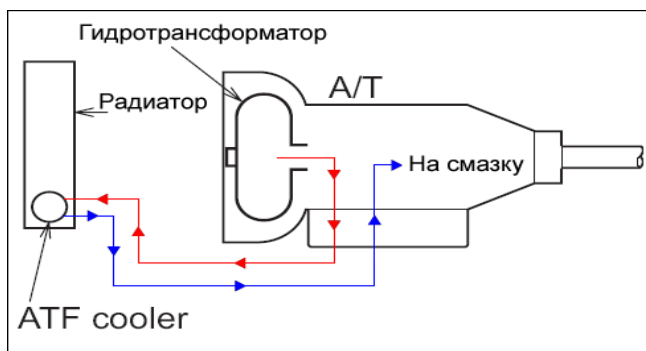 Гидротрансформатор
A/T
Радиатор
На смазку
ATF cooler